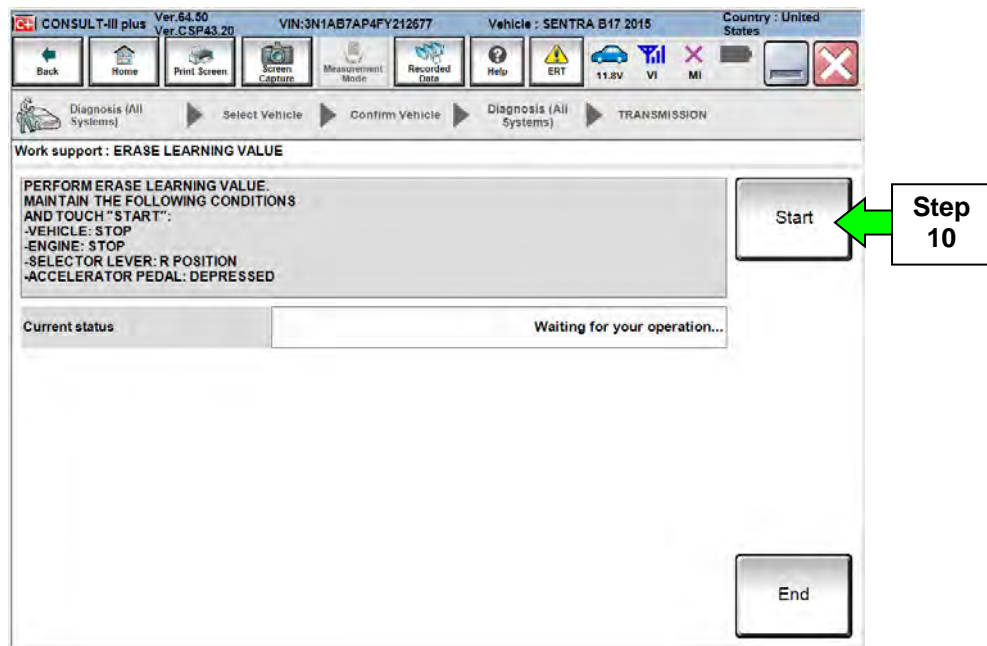 CONSULT-III plus Ver.64.50 VIN:3N1AB7AP4FY212677 Vehicle : SENTRA B17 2015 Country : United
Ver.CSP43.20 States
Back Home Print Screen Screen Capture Measurement Mode Recorded Data Help ERT 11.8V VI MI
Diagnosis (All Systems) Select Vehicle Confirm Vehicle Diagnosis (All Systems) TRANSMISSION
Work support : ERASE LEARNING VALUE
PERFORM ERASE LEARNING VALUE.
MAINTAIN THE FOLLOWING CONDITIONS
AND TOUCH "START":
-VEHICLE: STOP
-ENGINE: STOP
-SELECTOR LEVER: R POSITION
-ACCELERATOR PEDAL: DEPRESSED
Start
Step
10
Current status Waiting for your operation...
End